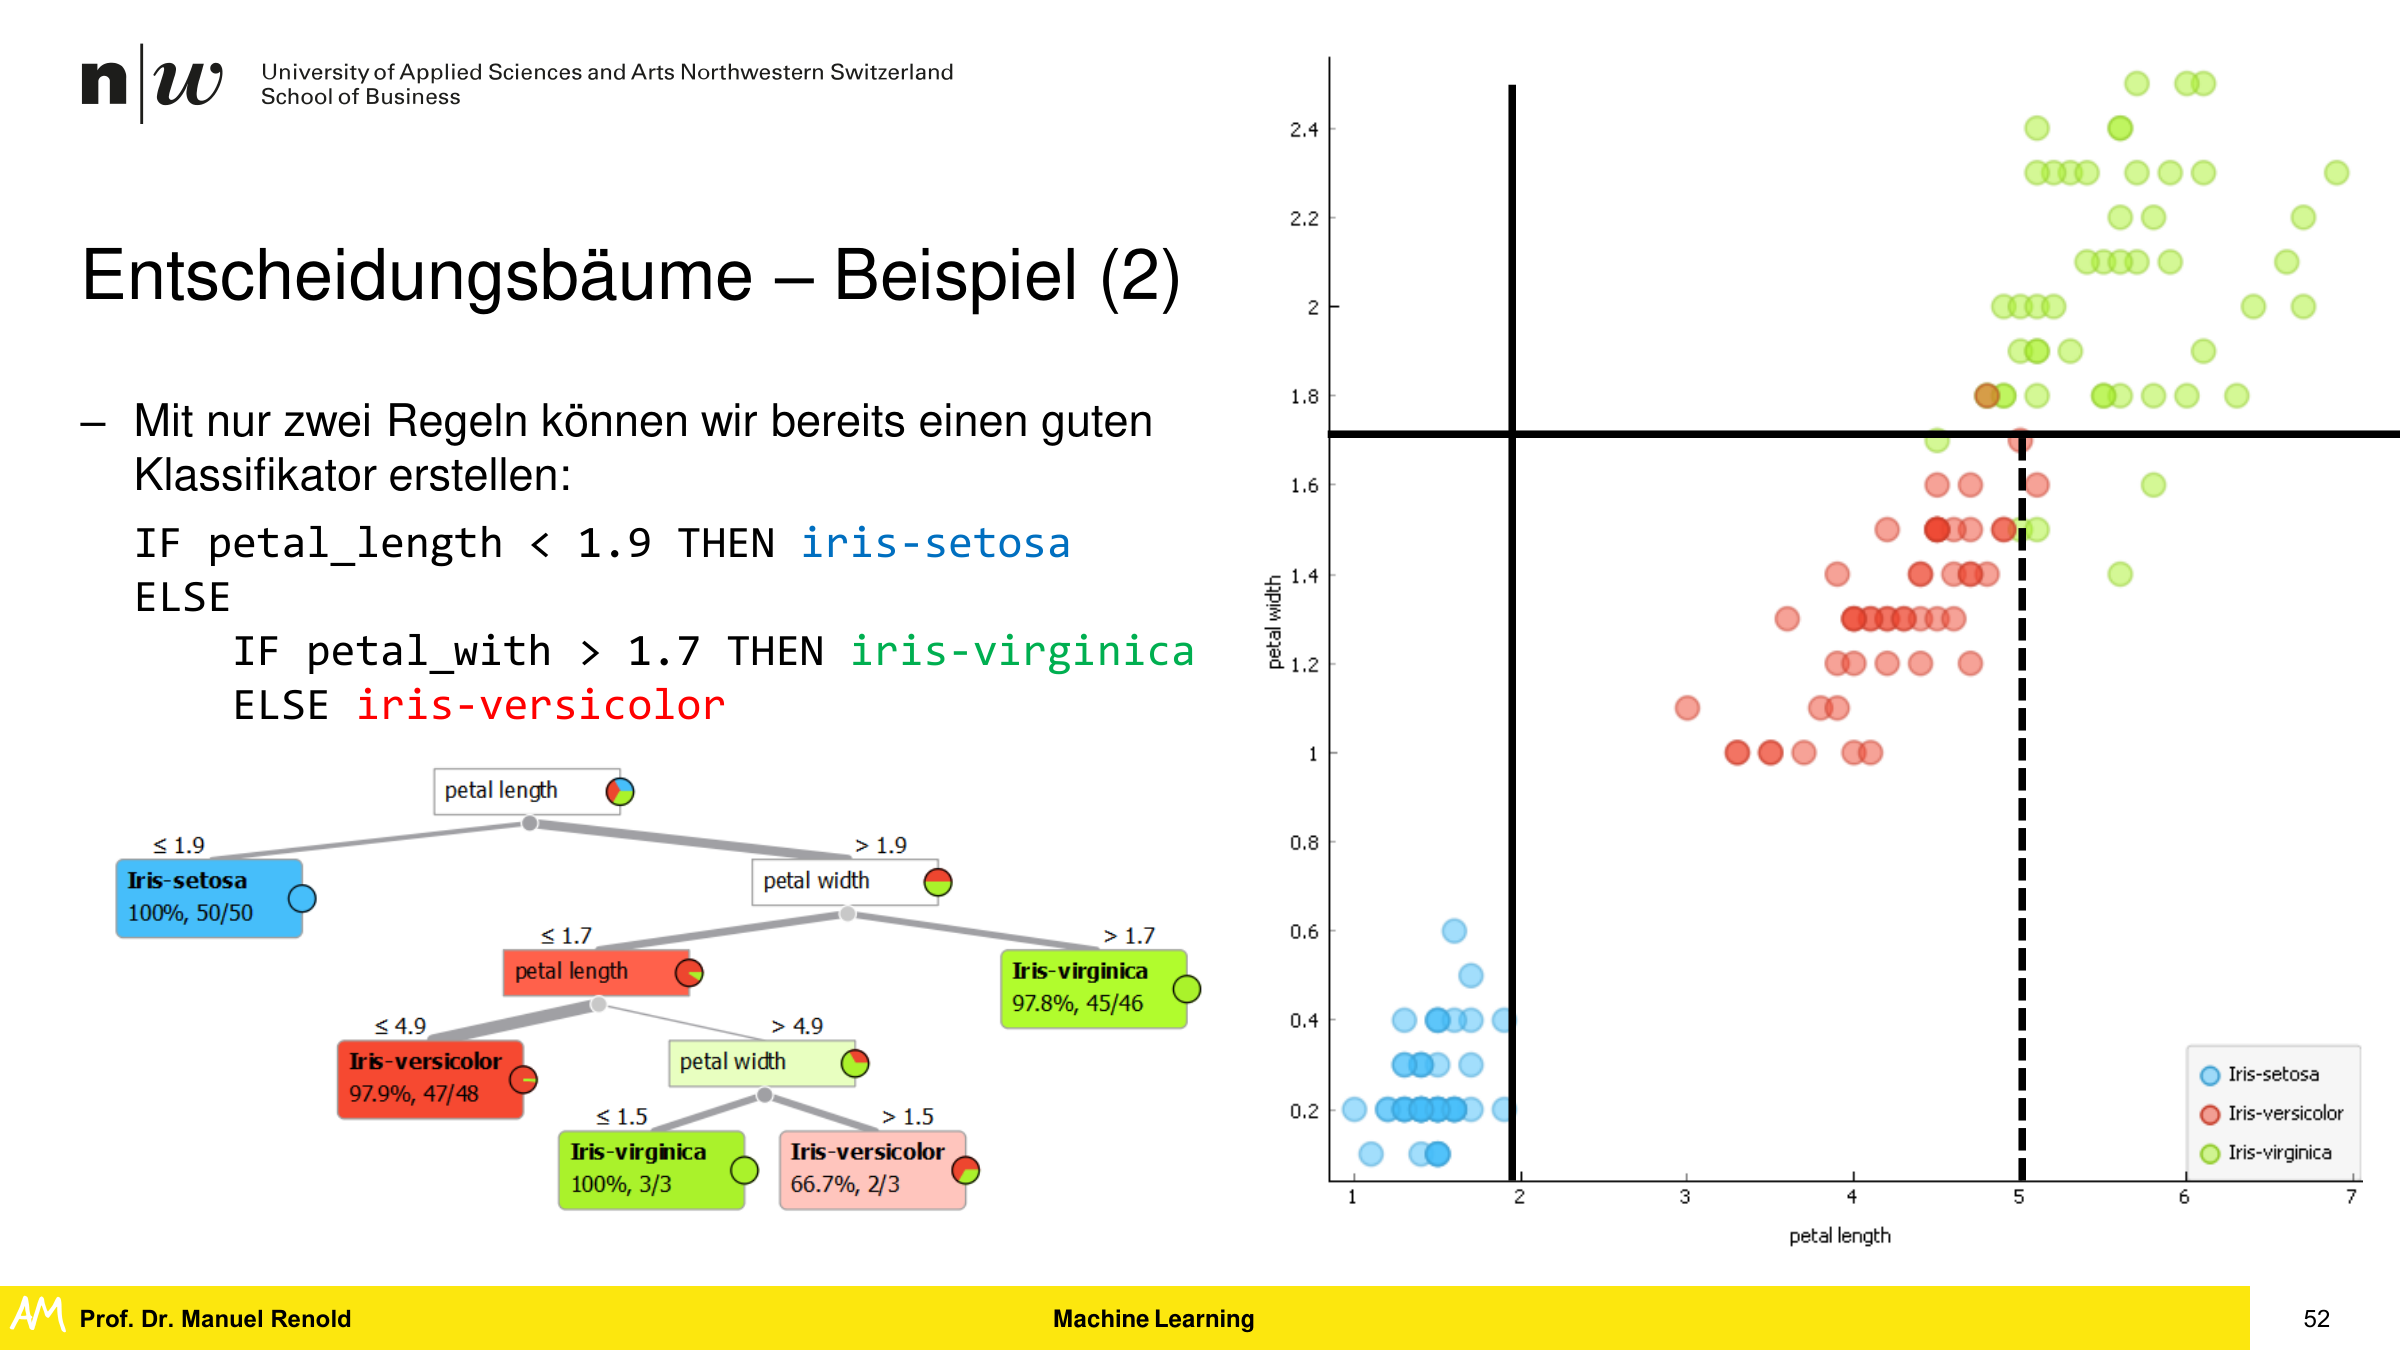 n|w University of Applied Sciences and Arts Northwestern Switzerland
School of Business
Entscheidungsbäume – Beispiel (2)
– Mit nur zwei Regeln können wir bereits einen guten
Klassifikator erstellen:
IF petal_length < 1.9 THEN iris-setosa
ELSE
IF petal_with > 1.7 THEN iris-virginica
ELSE iris-versicolor
petal length
≤ 1.9 > 1.9
Iris-setosa
100%, 50/50
petal width
≤ 1.7 > 1.7
petal length
Iris-virginica
97.8%, 45/46
≤ 4.9 > 4.9
Iris-versicolor
97.9%, 47/48
petal width
≤ 1.5 > 1.5
Iris-virginica
100%, 3/3
Iris-versicolor
66.7%, 2/3
2.4
2.2
2
1.8
1.6
1.4
1.2
1
0.8
0.6
0.4
0.2
petal width
1 2 3 4 5 6 7
petal length
Iris-setosa
Iris-versicolor
Iris-virginica
AM Prof. Dr. Manuel Renold Machine Learning 52